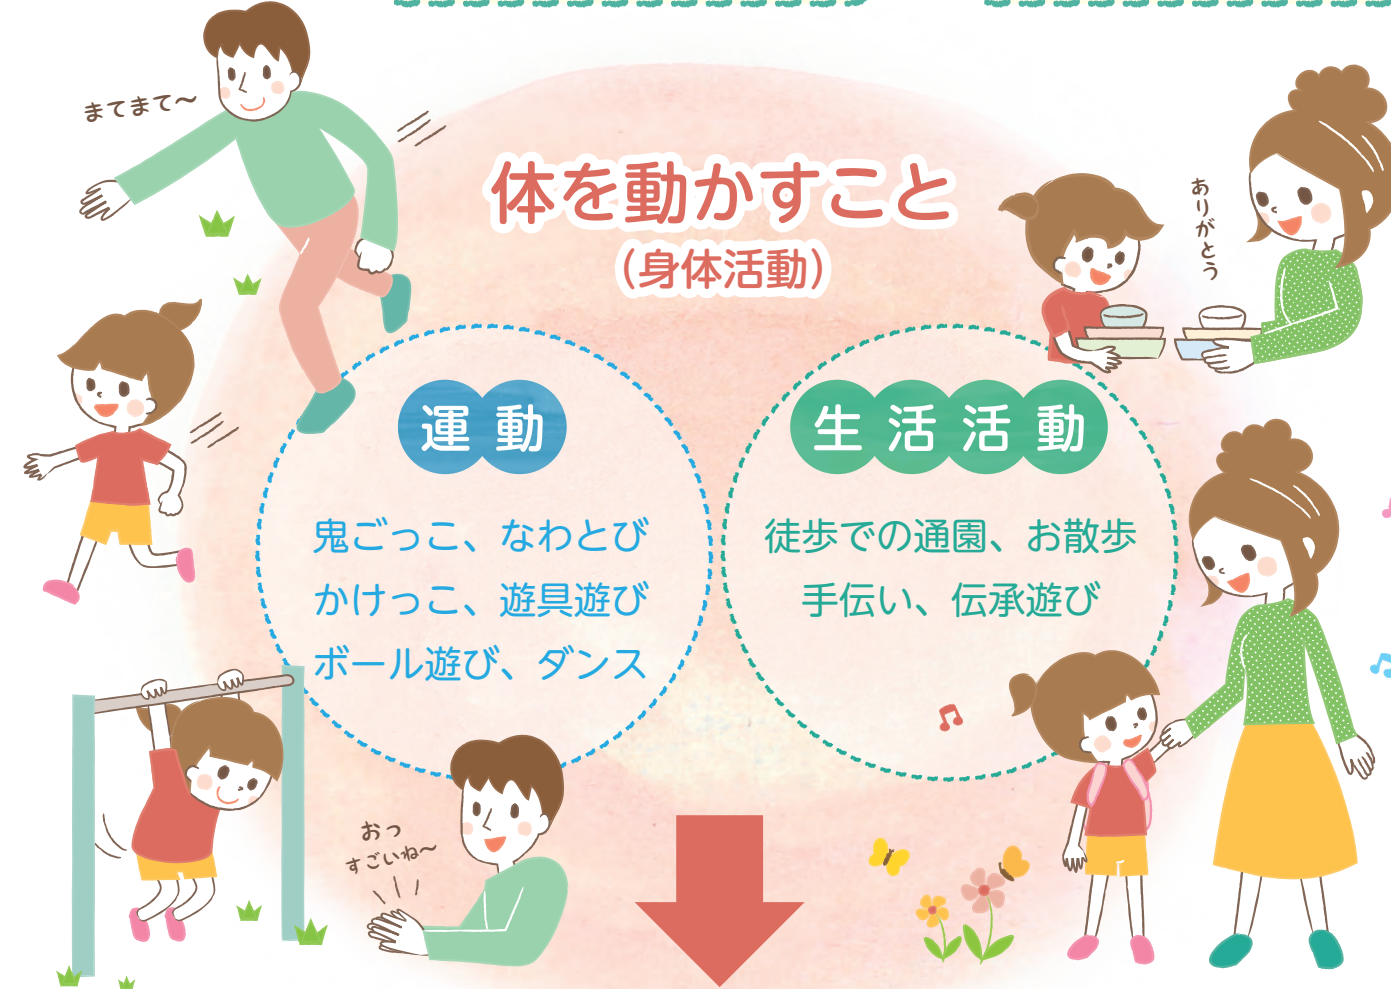 まてまて〜
体を動かすこと
（身体活動）
ありがとう
運動
鬼ごっこ、なわとび
かけっこ、遊具遊び
ボール遊び、ダンス
生活活動
徒歩での通園、お散歩
手伝い、伝承遊び
おっ
すごいね〜